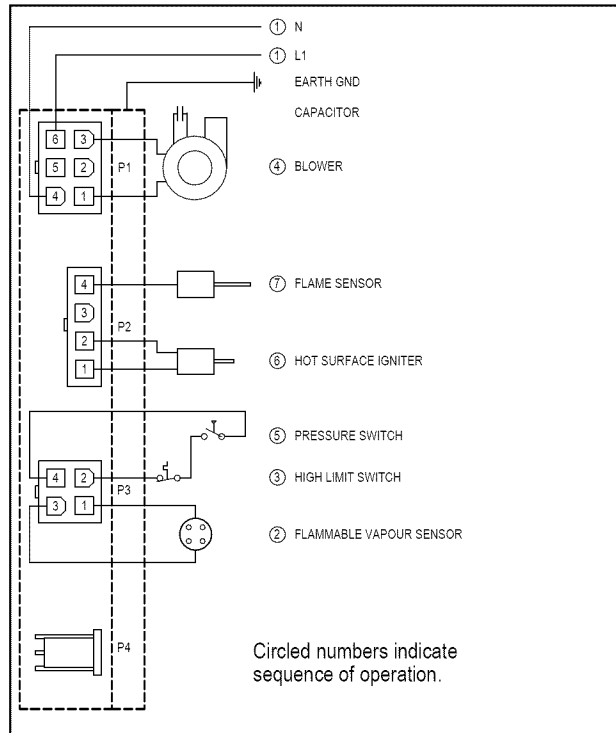 1 N
1 L1
EARTH GND
CAPACITOR
6 3
5 2
4 1
P1
4 BLOWER
4
3
2
1
P2
7 FLAME SENSOR
6 HOT SURFACE IGNITER
5 PRESSURE SWITCH
4 2
3 1
P3
3 HIGH LIMIT SWITCH
2 FLAMMABLE VAPOUR SENSOR
P4
Circled numbers indicate
sequence of operation.